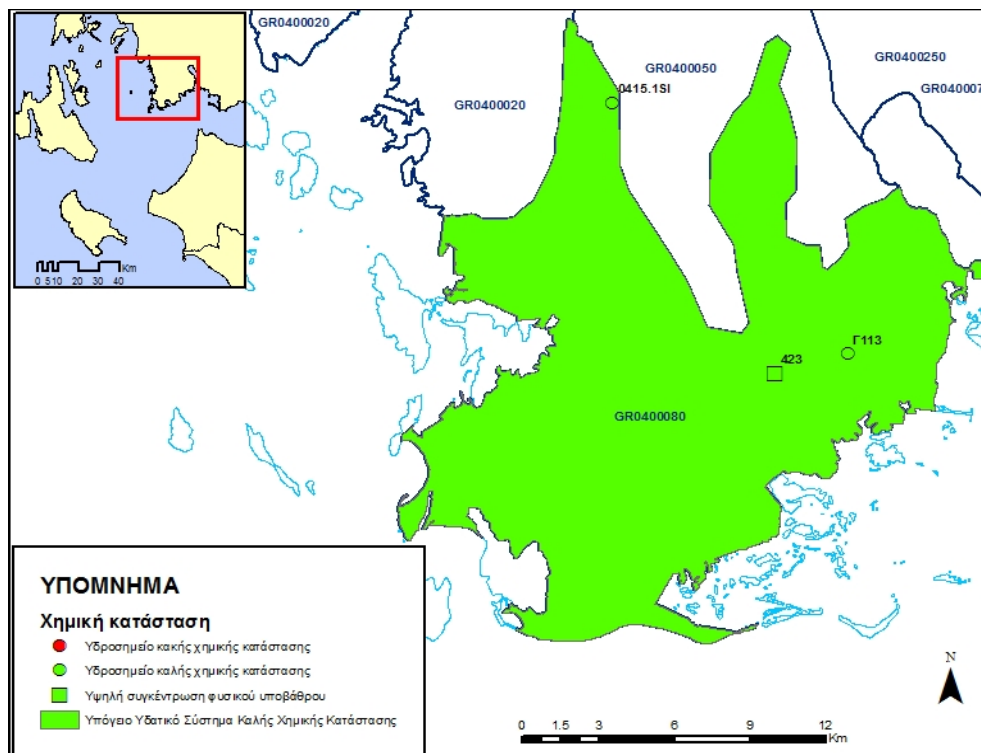 GR0400020
GR0400250
GR0400050
GR040007
GR0400020
0415.1SI
Γ113
423
GR0400080
0 5 10 20 30 40
Km
ΥΠΟΜΝΗΜΑ
Χημική κατάσταση
Υδροσημείο κακής χημικής κατάστασης
Υδροσημείο καλής χημικής κατάστασης
Υψηλή συγκέντρωση φυσικού υποβάθρου
Υπόγειο Υδατικό Σύστημα Καλής Χημικής Κατάστασης
N
0 1.5 3 6 9 12
Km